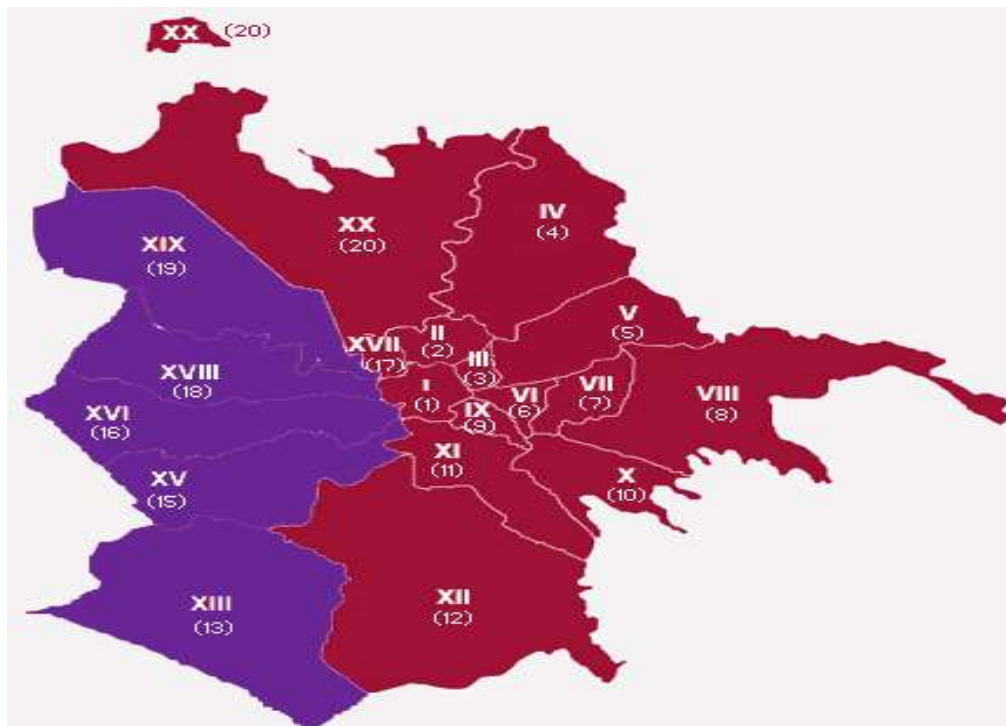 XX (20)
XX
(20)
IV
(4)
XIX
(19)
V
(5)
II
(2)
XVII
(17)
III
(3)
XVIII
(18)
I
(1)
VI
(6)
VII
(7)
VIII
(8)
IX
(9)
XVI
(16)
XI
(11)
X
(10)
XV
(15)
XIII
(13)
XII
(12)